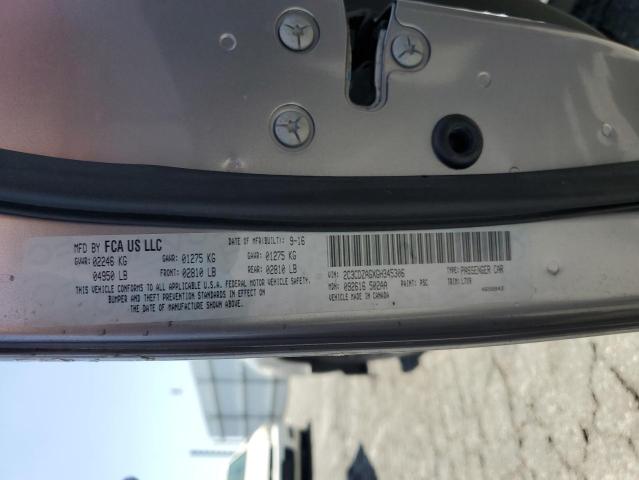 MFD BY FCA US LLC
DATE OF MFR(BUILT): 9-16
GVWR: 02246 KG
04950 LB
GAWR: 01275 KG
FRONT: 02810 LB
GAWR: 01275 KG
REAR: 02810 LB
THIS VEHICLE CONFORMS TO ALL APPLICABLE U.S.A. FEDERAL MOTOR VEHICLE SAFETY,
BUMPER AND THEFT PREVENTION STANDARDS IN EFFECT ON
THE DATE OF MANUFACTURE SHOWN ABOVE.
VIN: 2C3CDZAGXGH345306
TYPE: PASSENGER CAR
MDH: 092616 502AA
PAINT: PSC
TRIM: L7X9
MADE IN CANADA